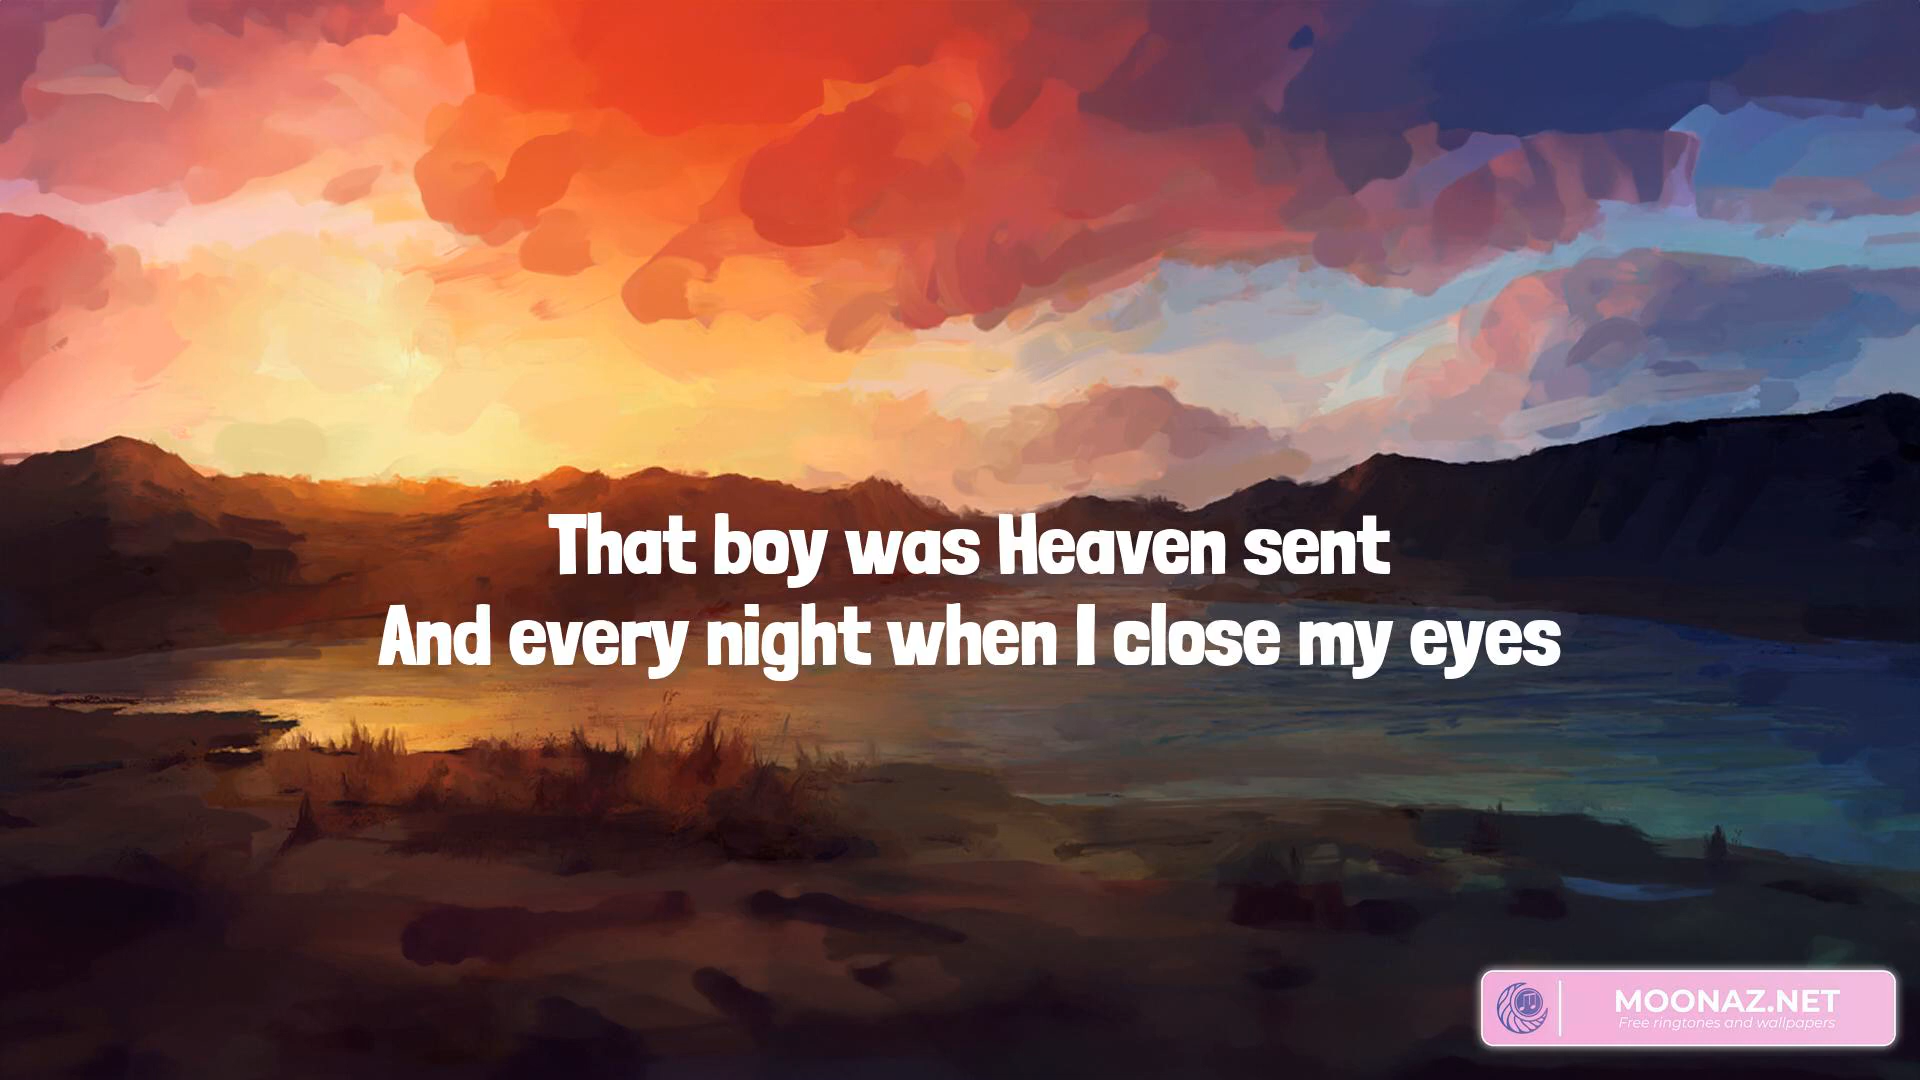 That boy was Heaven sent
And every night when I close my eyes
MOONAZ.NET
Free ringtones and wallpapers